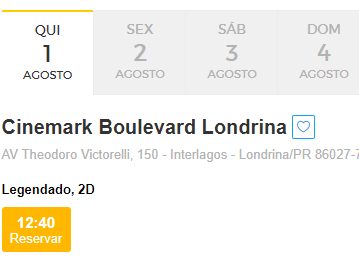 QUI SEX SÁB DOM
1 2 3 4
AGOSTO AGOSTO AGOSTO AGOSTO
Cinemark Boulevard Londrina
AV Theodoro Victorelli, 150 - Interlagos - Londrina/PR 86027-7
Legendado, 2D
12:40
Reservar